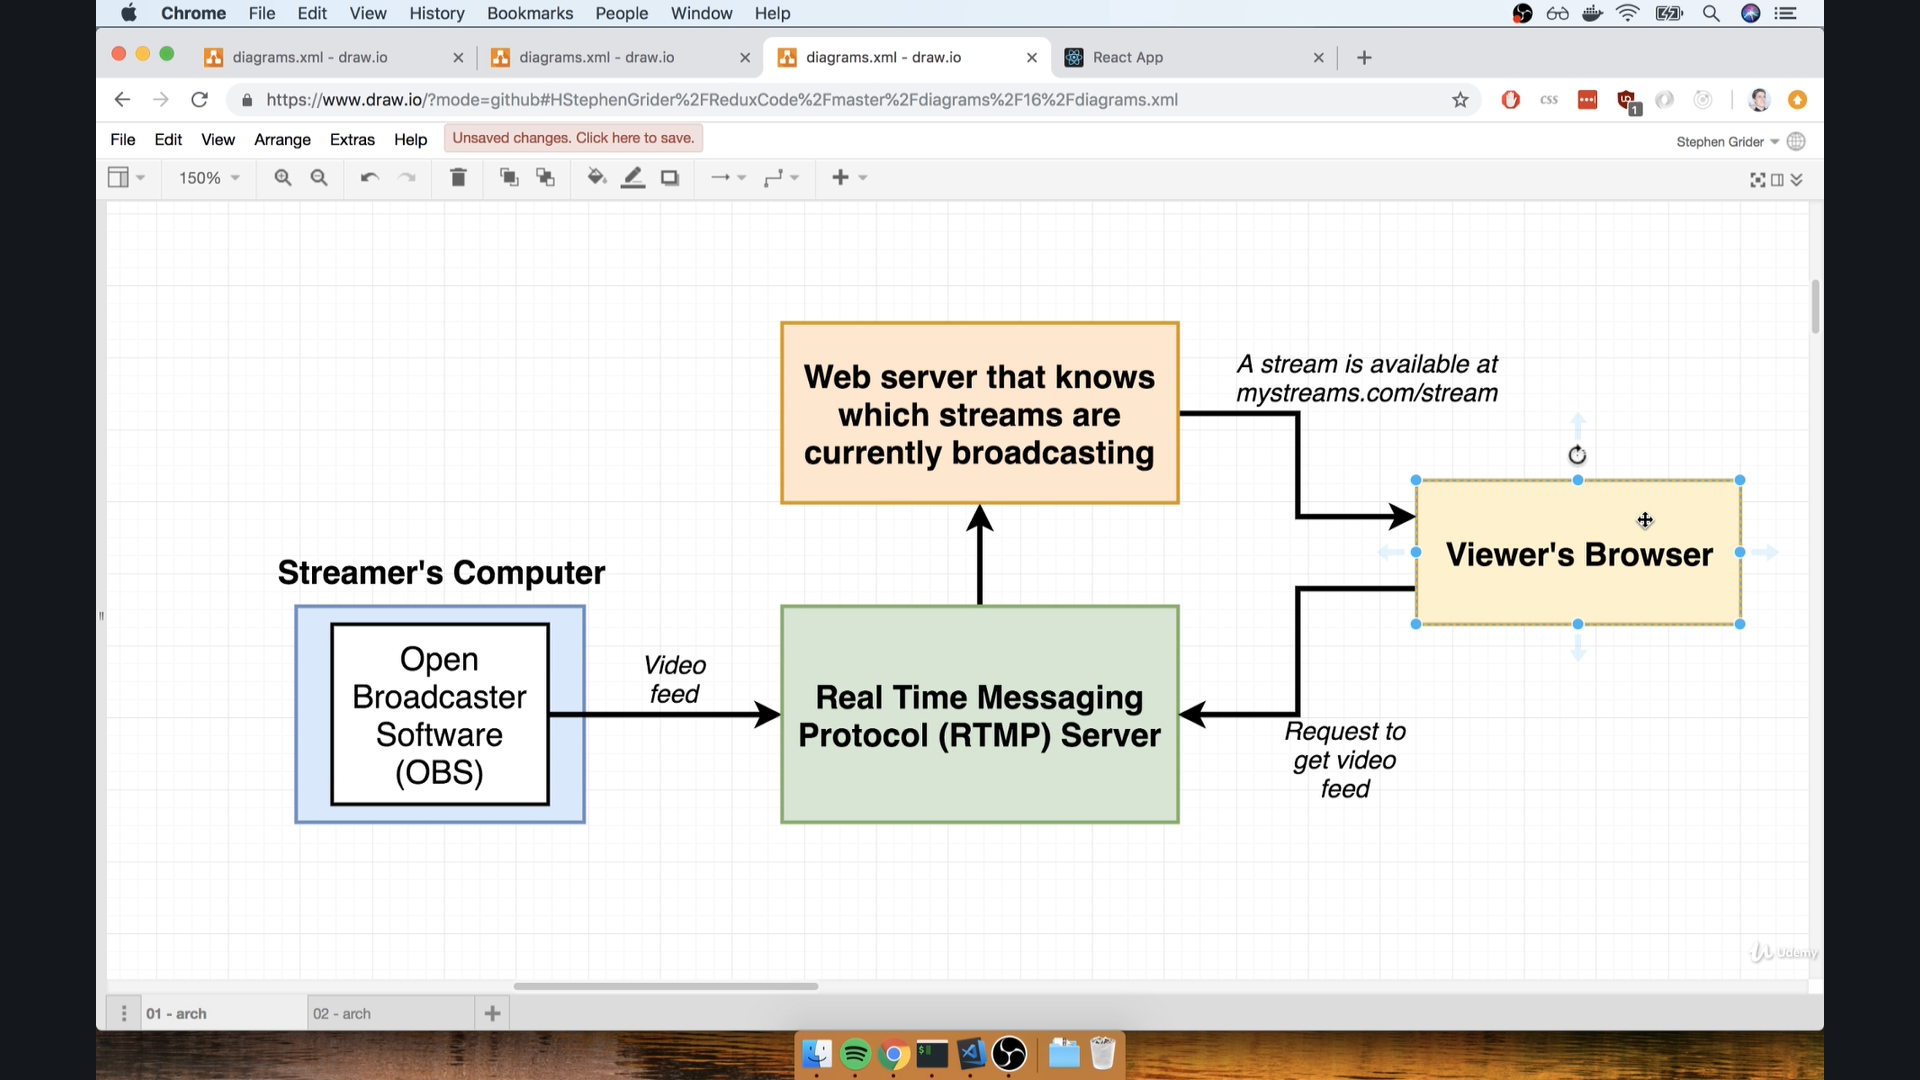 Chrome File Edit View History Bookmarks People Window Help
diagrams.xml - draw.io
diagrams.xml - draw.io
diagrams.xml - draw.io
React App
https://www.draw.io/?mode=github#HStephenGrider%2FReduxCode%2Fmaster%2Fdiagrams%2F16%2Fdiagrams.xml
css
1
File Edit View Arrange Extras Help
Unsaved changes. Click here to save.
Stephen Grider
150%
Web server that knows
which streams are
currently broadcasting
A stream is available at
mystreams.com/stream
Viewer's Browser
Streamer's Computer
Open
Broadcaster
Software
(OBS)
Video
feed
Real Time Messaging
Protocol (RTMP) Server
Request to
get video
feed
Udemy
01 - arch
02 - arch